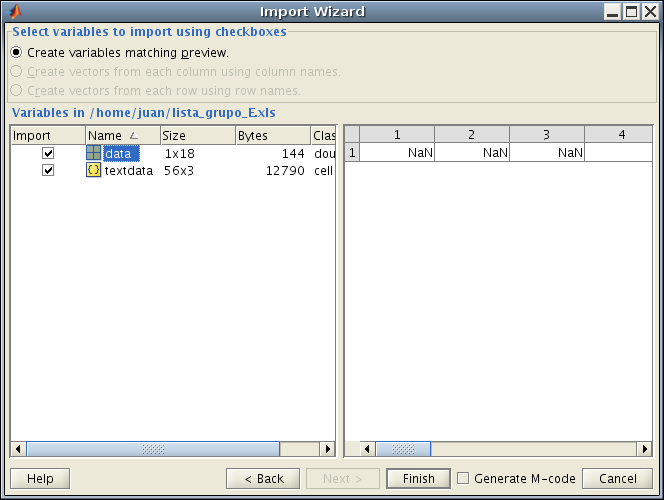 Import Wizard
Select variables to import using checkboxes
Create variables matching preview.
Create vectors from each column using column names.
Create vectors from each row using row names.
Variables in /home/juan/lista_grupo_E.xls
Import Name Size Bytes Clas
data 1x18 144 dou
textdata 56x3 12790 cell
1 2 3 4
1 NaN NaN NaN
Help < Back Next > Finish Generate M-code Cancel